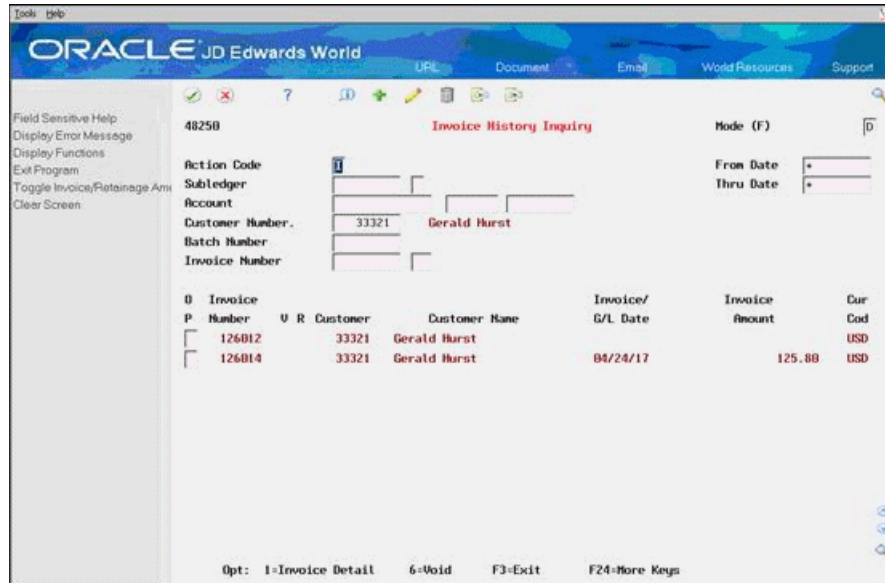 Tools Help
ORACLE JD Edwards World
URL Document Email World Resources Support
Field Sensitive Help
Display Error Message
Display Functions
Exit Program
Toggle Invoice/Retainage Am
Clear Screen
48250 Invoice History Inquiry Mode (F) D
Action Code I From Date *
Subledger Thru Date *
Account
Customer Number. 33321 Gerald Hurst
Batch Number
Invoice Number
O Invoice Invoice/ Invoice Cur
P Number V R Customer Customer Name G/L Date Amount Cod
126012 33321 Gerald Hurst USD
126014 33321 Gerald Hurst 04/24/17 125.00 USD
Opt: 1=Invoice Detail 6=Void F3=Exit F24=More Keys